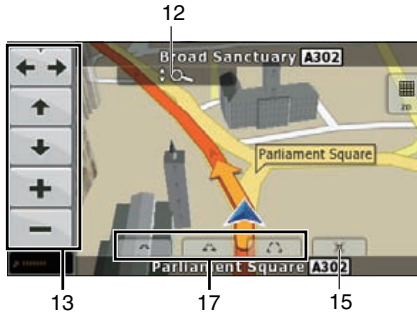 12
Broad Sanctuary A302
2D
Parliament Square
Parliament Square A302
13 17 15